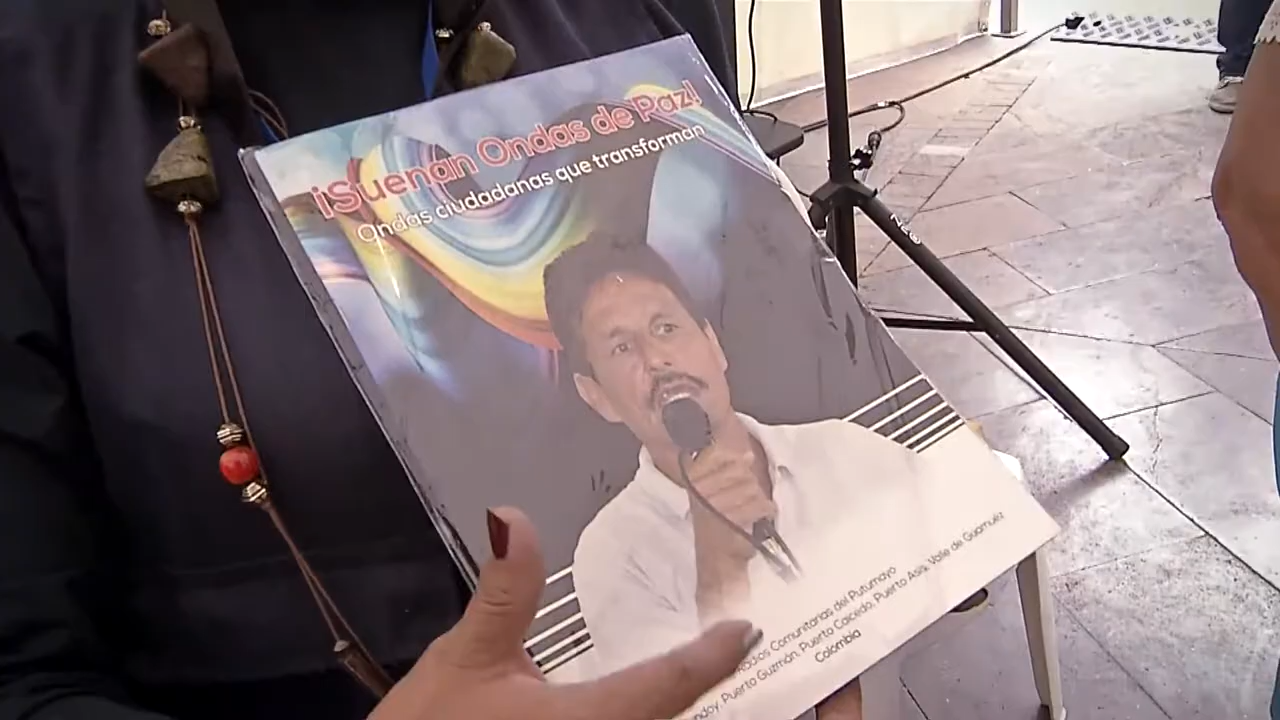 ¡Suenan Ondas de Paz!
Ondas ciudadanas que transforman
Radios Comunitarias del Putumayo
Puerto Guzmán, Puerto Caicedo, Puerto Asís, Valle de Guamuéz
Colombia